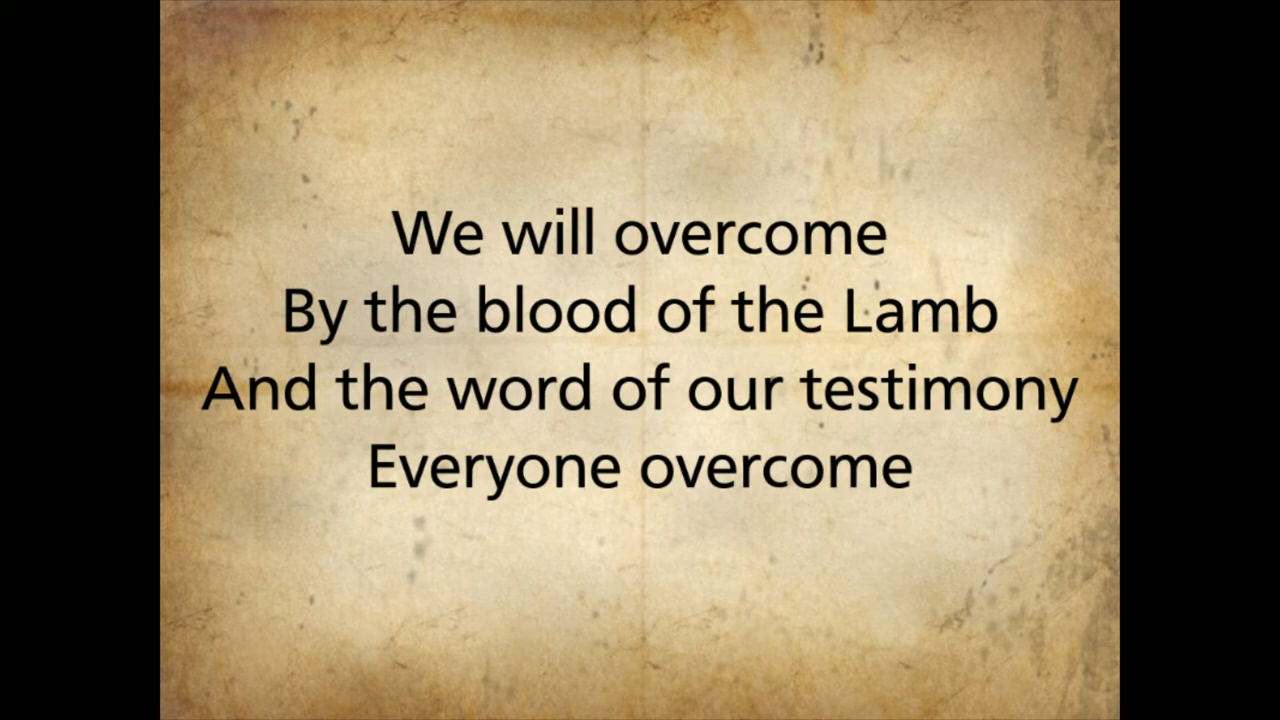 We will overcome
By the blood of the Lamb
And the word of our testimony
Everyone overcome